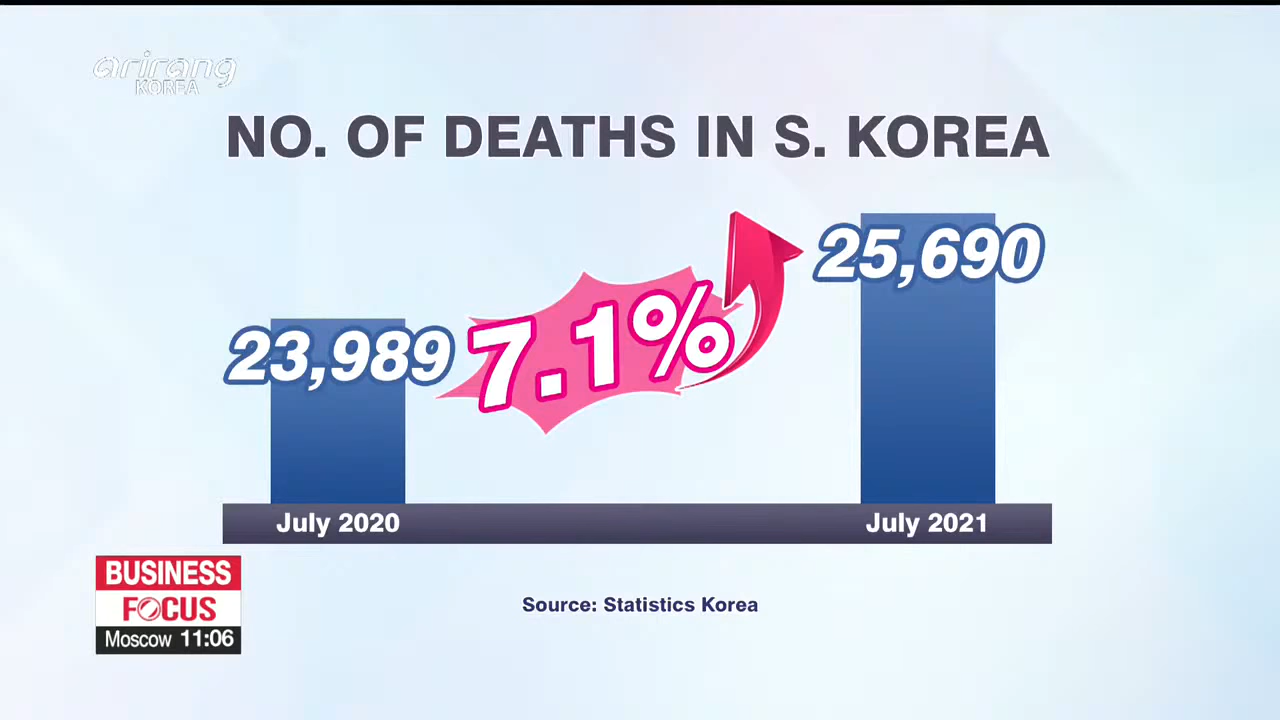 arirang
KOREA
NO. OF DEATHS IN S. KOREA
23,989
7.1%
25,690
July 2020
July 2021
BUSINESS
FOCUS
Moscow 11:06
Source: Statistics Korea